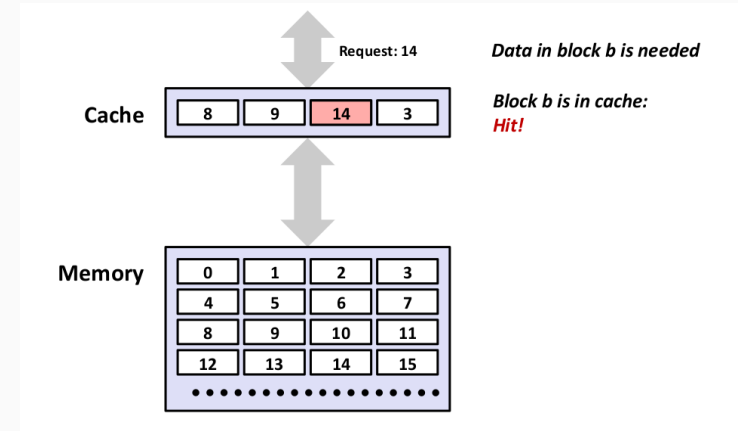 Request: 14
Data in block b is needed
Cache
8 9 14 3
Block b is in cache:
Hit!
Memory
0 1 2 3
4 5 6 7
8 9 10 11
12 13 14 15